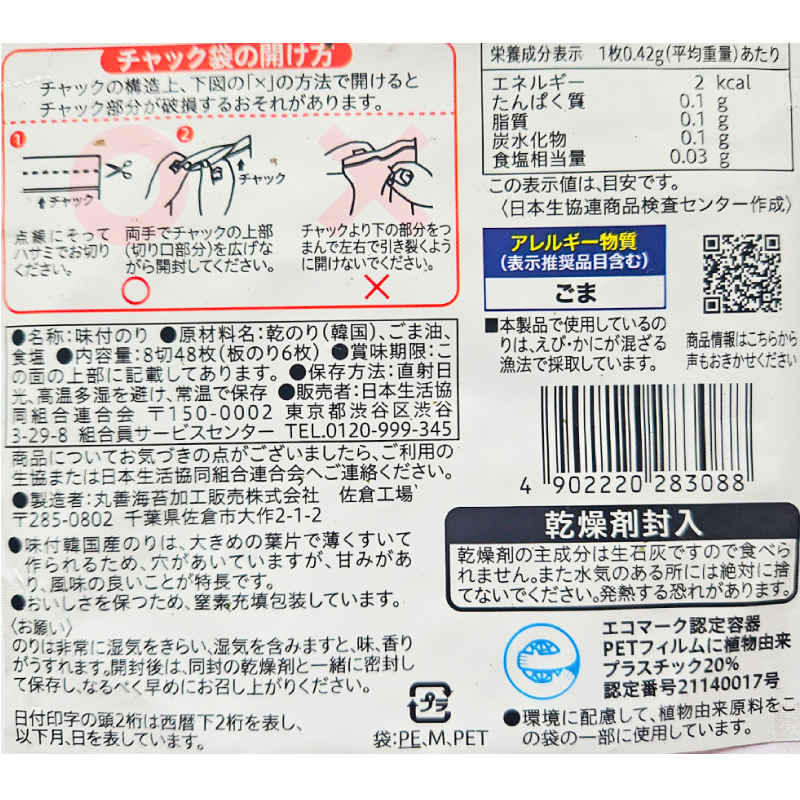 チャック袋の開け方
チャックの構造上、下図の「×」の方法で開けると
チャック部分が破損するおそれがあります。
1
チャック
点線にそって
ハサミでお切り
ください。
2
チャック
両手でチャックの上部
(切り口部分)を広げな
がら開封してください。
チャックより下の部分をつ
まんで左右で引き裂くよう
に開けないでください。
●名称:味付のり ●原材料名:乾のり(韓国)、ごま油、
食塩 ●内容量:8切48枚(板のり6枚) ●賞味期限:こ
の面の上部に記載してあります。 ●保存方法:直射日
光、高温多湿を避け、常温で保存 ●販売者:日本生活協
同組合連合会 〒150-0002 東京都渋谷区渋谷
3-29-8 組合員サービスセンター TEL.0120-999-345
商品についてお気づきの点がございましたら、ご利用の
生協または日本生活協同組合連合会へご連絡ください。
●製造者:丸善海苔加工販売株式会社 佐倉工場
〒285-0802 千葉県佐倉市大作2-1-2
●味付韓国産のりは、大きめの葉片で薄くすいて
作られるため、穴があいていますが、甘みがあ
り、風味の良いことが特長です。
●おいしさを保つため、窒素充填包装しています。
〈お願い〉
のりは非常に湿気をきらい、湿気を含みますと、味、香り
がうすれます。開封後は、同封の乾燥剤と一緒に密封し
て保存し、なるべく早めにお召し上がりください。
日付印字の頭2桁は西暦下2桁を表し、
以下月、日を表しています。
プラ
袋:PE,M,PET
栄養成分表示 1枚0.42g(平均重量)あたり
エネルギー 2 kcal
たんぱく質 0.1 g
脂質 0.1 g
炭水化物 0.1 g
食塩相当量 0.03 g
この表示値は、目安です。
〈日本生協連商品検査センター作成〉
アレルギー物質
(表示推奨品目含む)
ごま
■本製品で使用しているの
りは、えび・かにが混ざる
漁法で採取しています。
商品情報はこちらから
声もおきかせください
4 902220 283088
乾燥剤封入
乾燥剤の主成分は生石灰ですので食べら
れません。また水気のある所には絶対に捨
てないでください。発熱する恐れがあります。
エコマーク認定容器
PETフィルムに植物由来
プラスチック20%
認定番号21140017号
●環境に配慮して、植物由来原料をこ
の袋の一部に使用しています。